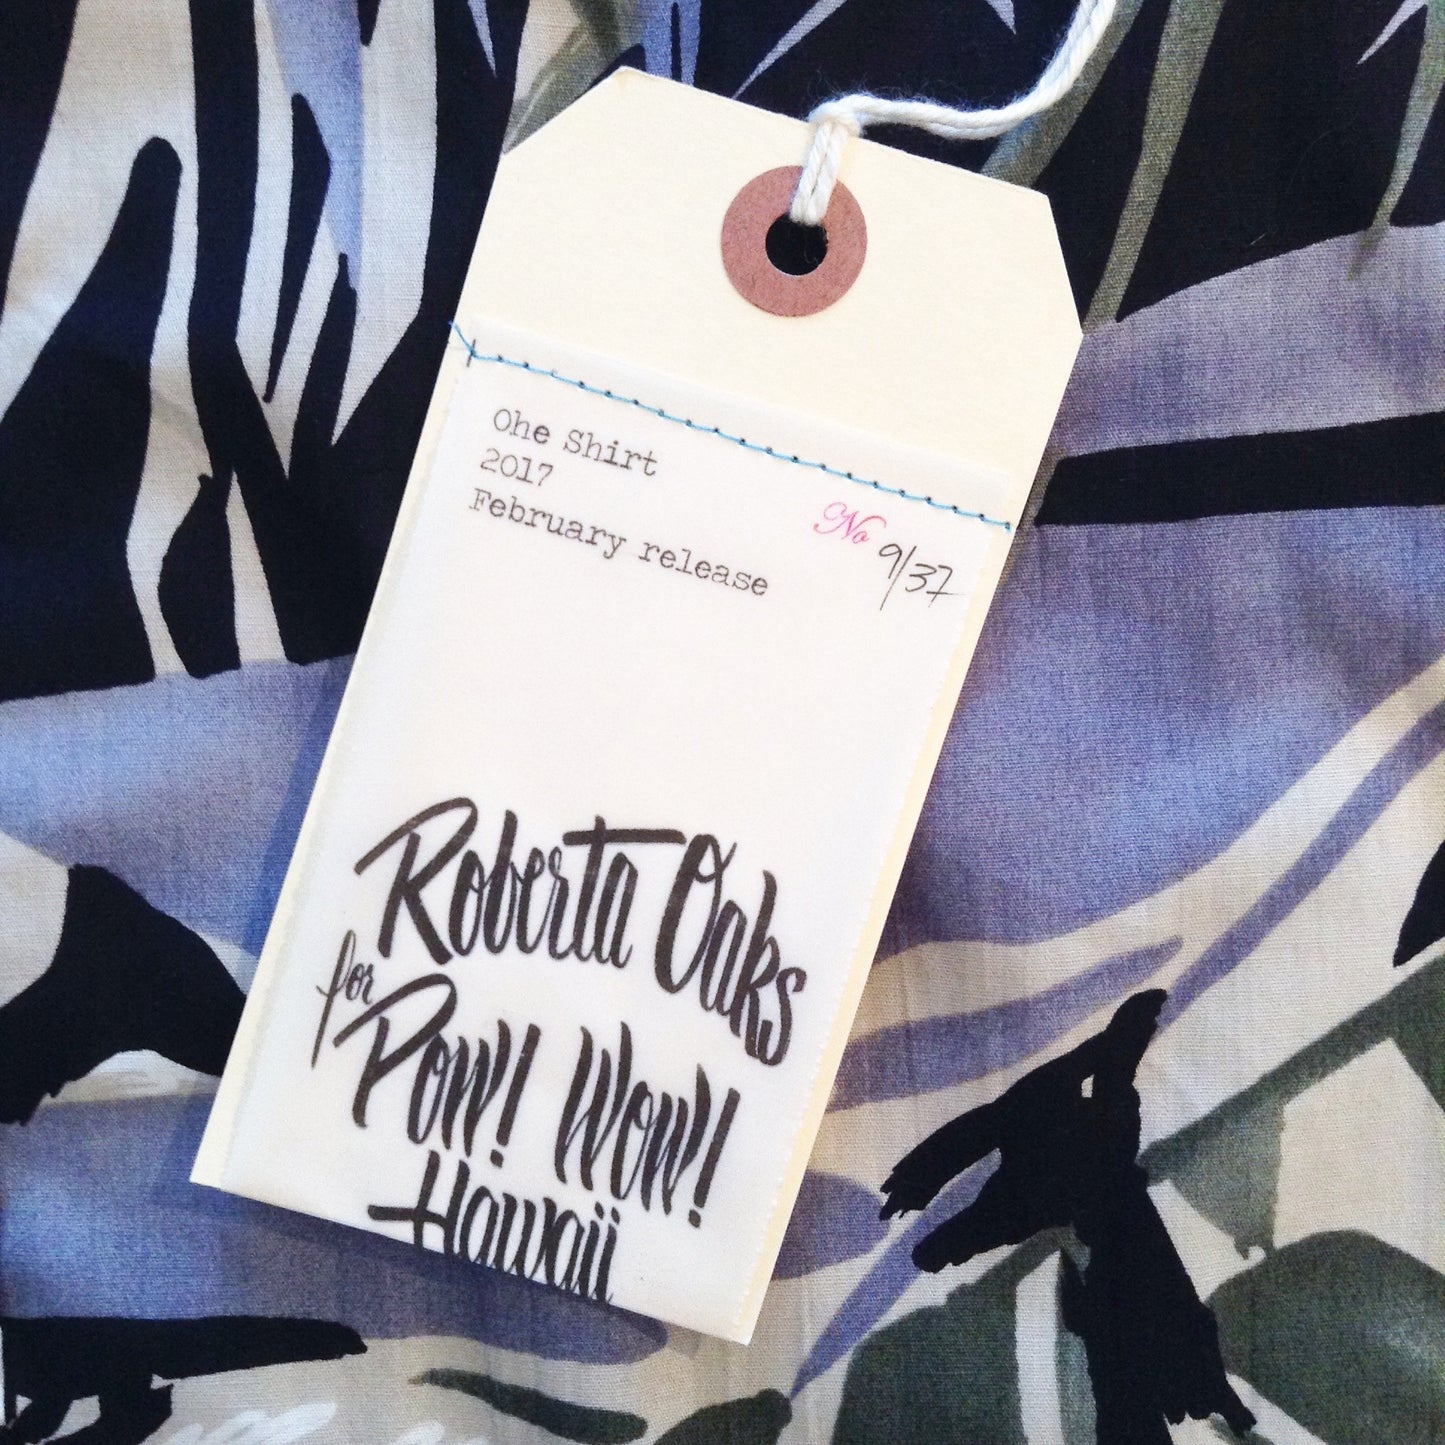 Ohe Shirt
2017
February release
No 9/37
Roberta Oaks
for
Pow! Wow!
Hawaii